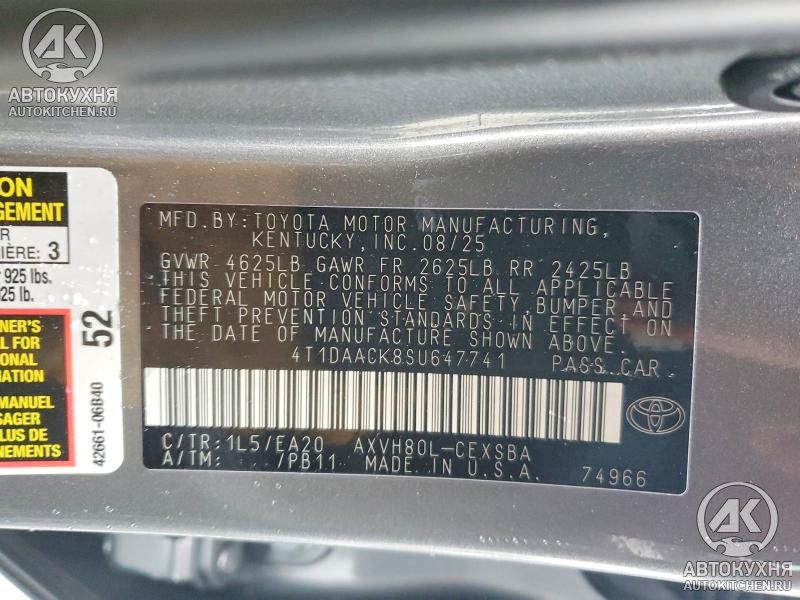 АК
АВТОКУХНЯ
AUTOKITCHEN.RU
ON
GEMENT
R
IÈRE: 3
925 lbs.
25 lb.
NER'S
L FOR
ONAL
MATION
MANUEL
SAGER
LUS DE
NEMENTS
52
42661-06B40
MFD.BY:TOYOTA MOTOR MANUFACTURING,
KENTUCKY,INC.08/25
GVWR 4625LB GAWR FR 2625LB RR 2425LB
THIS VEHICLE CONFORMS TO ALL APPLICABLE
FEDERAL MOTOR VEHICLE SAFETY,BUMPER,AND
THEFT PREVENTION STANDARDS IN EFFECT ON
THE DATE OF MANUFACTURE SHOWN ABOVE.
4T1DAACK8SU647741 PASS.CAR
C/TR:1L5/EA20 AXVH80L-CEXSBA
A/TM: /PB11 MADE IN U.S.A. 74966
АК
АВТОКУХНЯ
AUTOKITCHEN.RU